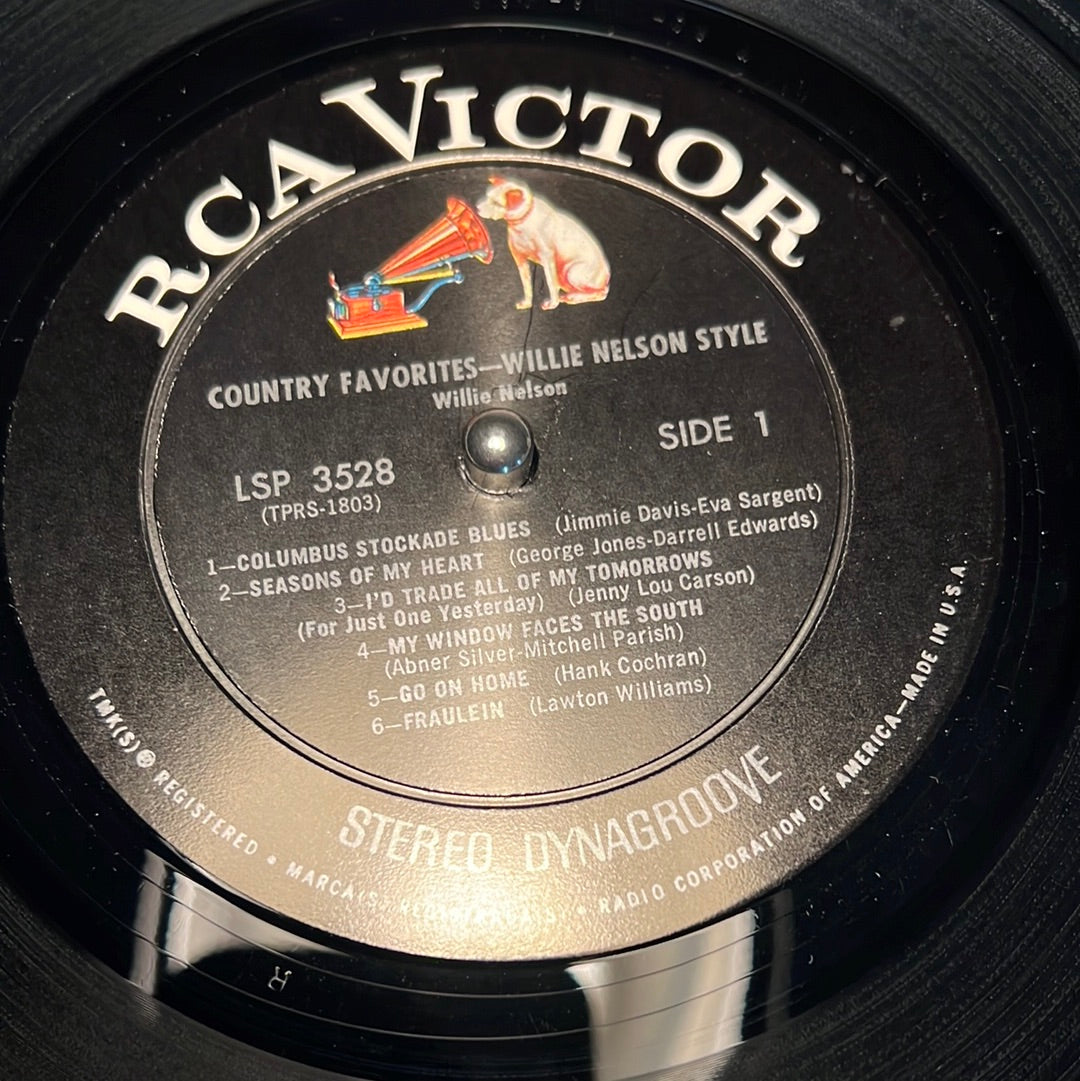 RCA VICTOR
COUNTRY FAVORITES—WILLIE NELSON STYLE
Willie Nelson
SIDE 1
LSP 3528
(TPRS-1803)
1—COLUMBUS STOCKADE BLUES (Jimmie Davis-Eva Sargent)
2—SEASONS OF MY HEART (George Jones-Darrell Edwards)
3—I'D TRADE ALL OF MY TOMORROWS
(For Just One Yesterday) (Jenny Lou Carson)
4—MY WINDOW FACES THE SOUTH
(Abner Silver-Mitchell Parish)
5—GO ON HOME (Hank Cochran)
6—FRAULEIN (Lawton Williams)
STEREO DYNAGROOVE
TMK(S) ® REGISTERED • MARCA(S) • RADIO CORPORATION OF AMERICA—MADE IN U.S.A.
R